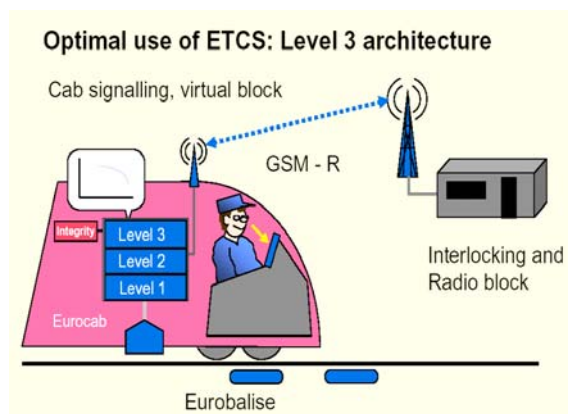 Optimal use of ETCS: Level 3 architecture
Cab signalling, virtual block
GSM - R
Integrity
Level 3
Level 2
Level 1
Interlocking and
Radio block
Eurocab
Eurobalise